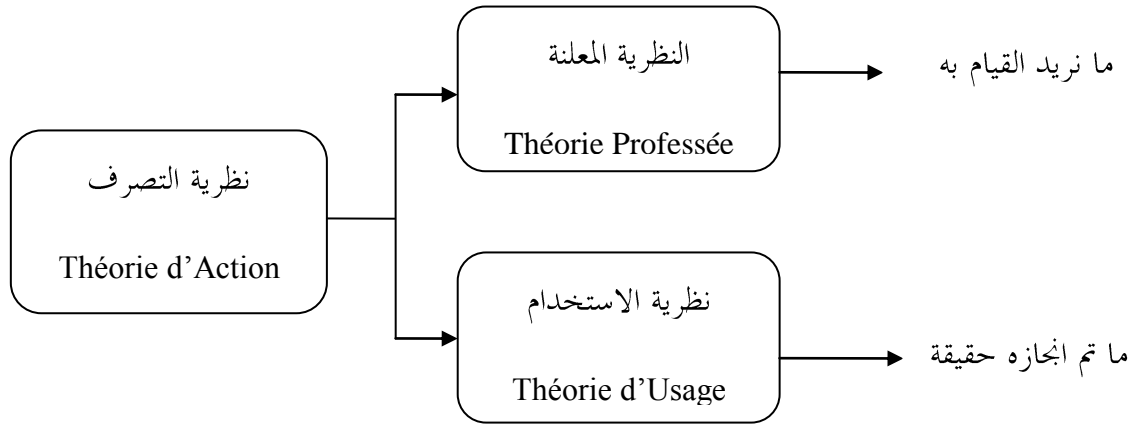 النظرية المعلنة
Théorie Professée
ما نريد القيام به
نظرية التصرف
Théorie d’Action
نظرية الاستخدام
Théorie d’Usage
ما تم انجازه حقيقة